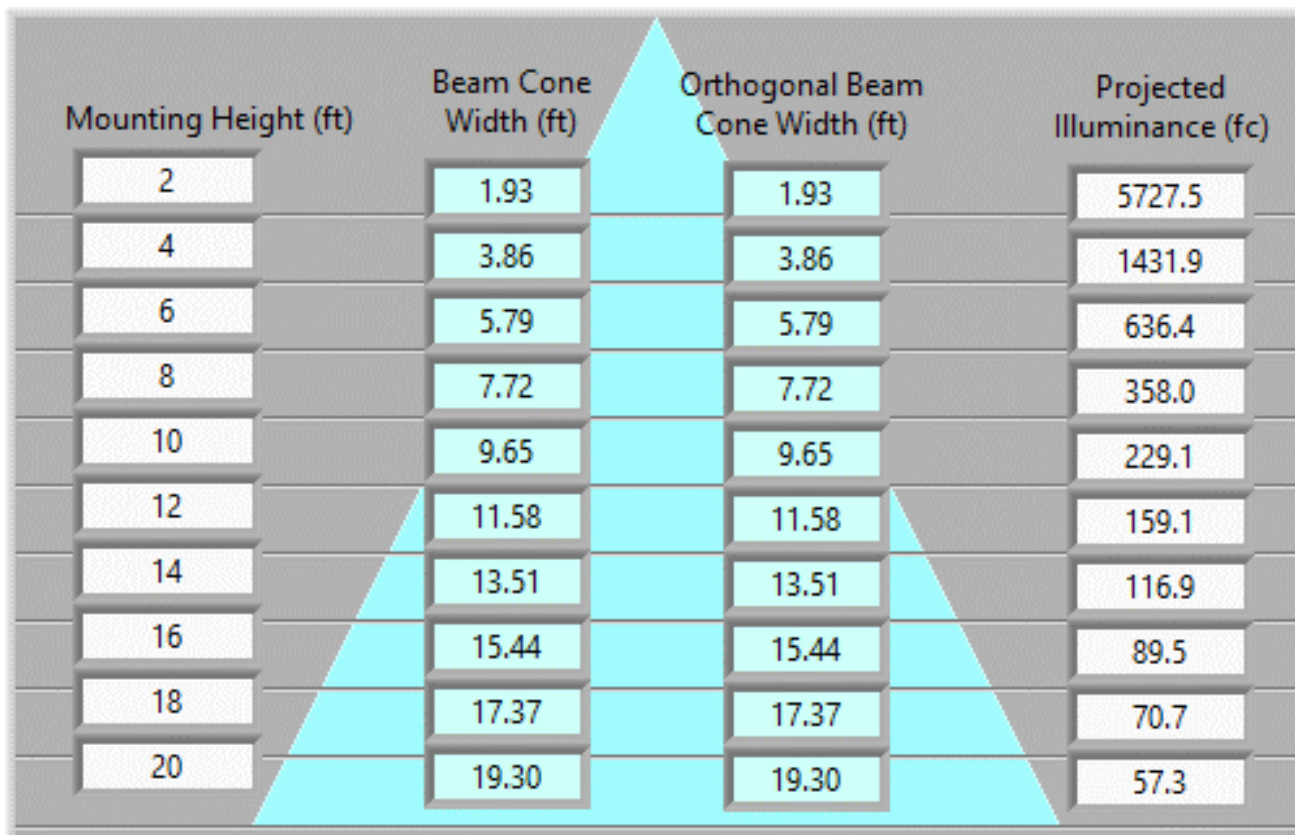 Mounting Height (ft)
Beam Cone
Width (ft)
Orthogonal Beam
Cone Width (ft)
Projected
Illuminance (fc)
2 1.93 1.93 5727.5
4 3.86 3.86 1431.9
6 5.79 5.79 636.4
8 7.72 7.72 358.0
10 9.65 9.65 229.1
12 11.58 11.58 159.1
14 13.51 13.51 116.9
16 15.44 15.44 89.5
18 17.37 17.37 70.7
20 19.30 19.30 57.3